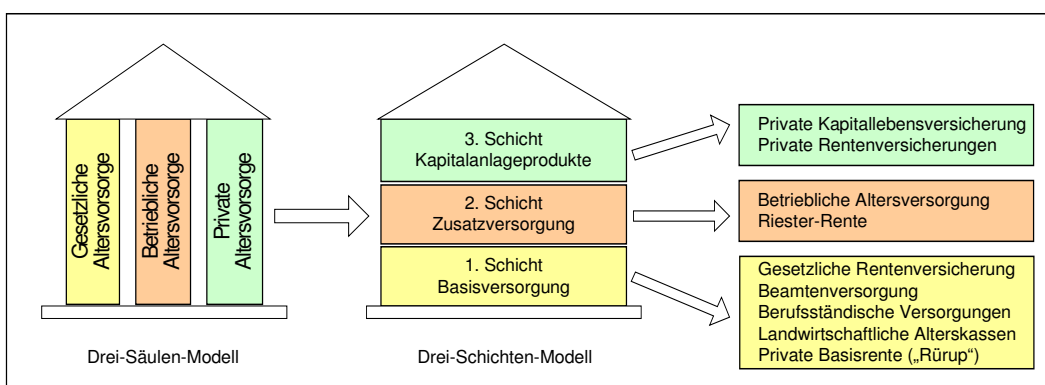 Gesetzliche
Altersvorsorge
Betriebliche
Altersvorsorge
Private
Altersvorsorge
Drei-Säulen-Modell
3. Schicht
Kapitalanlageprodukte
2. Schicht
Zusatzversorgung
1. Schicht
Basisversorgung
Drei-Schichten-Modell
Private Kapitallebensversicherung
Private Rentenversicherungen
Betriebliche Altersversorgung
Riester-Rente
Gesetzliche Rentenversicherung
Beamtenversorgung
Berufsständische Versorgungen
Landwirtschaftliche Alterskassen
Private Basisrente („Rürup“)